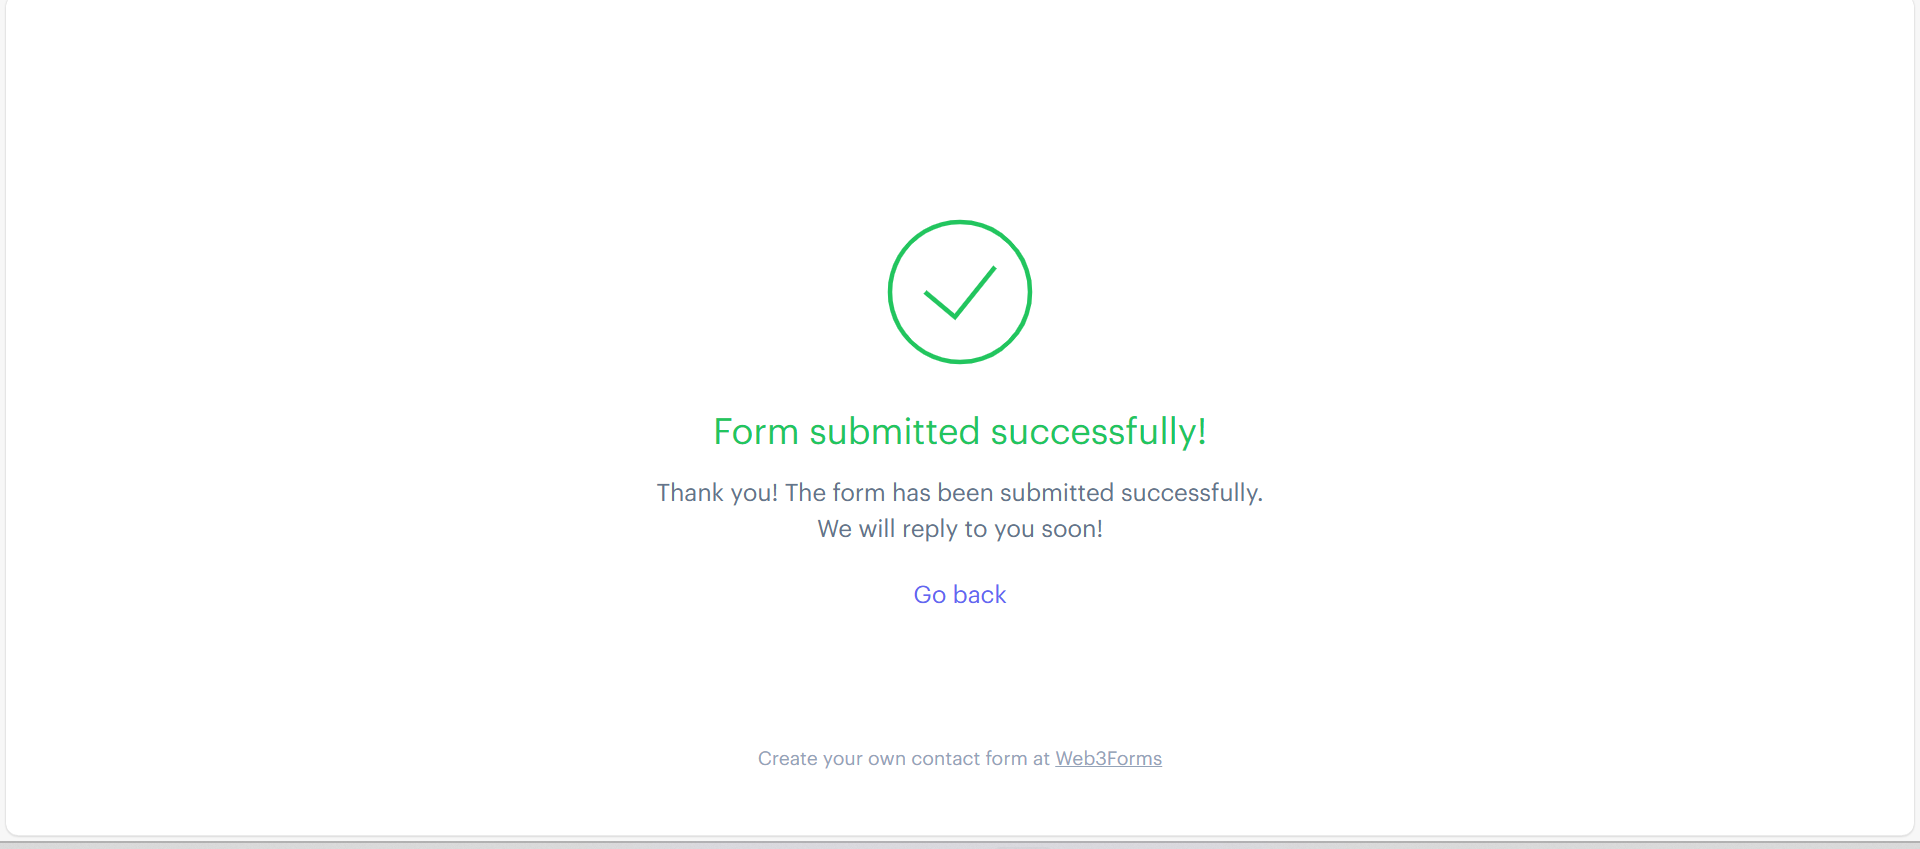 Form submitted successfully!
Thank you! The form has been submitted successfully.
We will reply to you soon!
Go back
Create your own contact form at Web3Forms